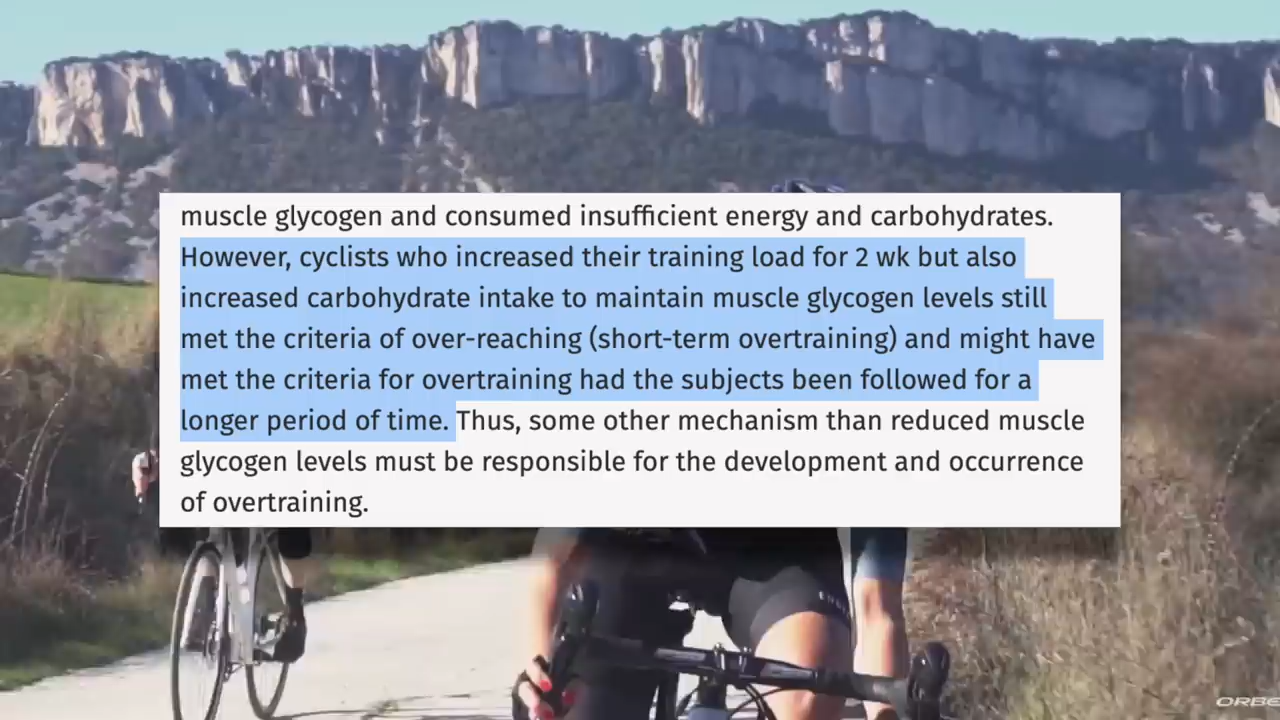 muscle glycogen and consumed insufficient energy and carbohydrates.
However, cyclists who increased their training load for 2 wk but also
increased carbohydrate intake to maintain muscle glycogen levels still
met the criteria of over-reaching (short-term overtraining) and might have
met the criteria for overtraining had the subjects been followed for a
longer period of time. Thus, some other mechanism than reduced muscle
glycogen levels must be responsible for the development and occurrence
of overtraining.